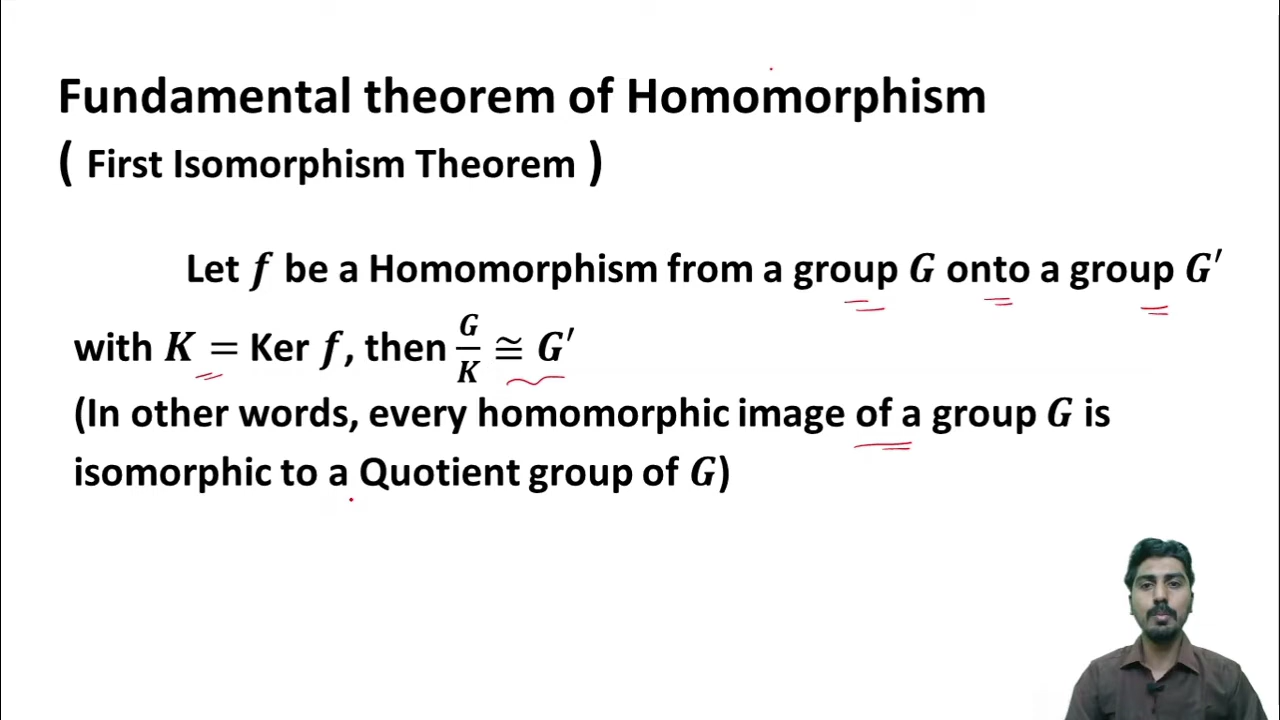 Fundamental theorem of Homomorphism
( First Isomorphism Theorem )
Let f be a Homomorphism from a group G onto a group G′
with K = Ker f, then G/K ≅ G′
(In other words, every homomorphic image of a group G is
isomorphic to a Quotient group of G)